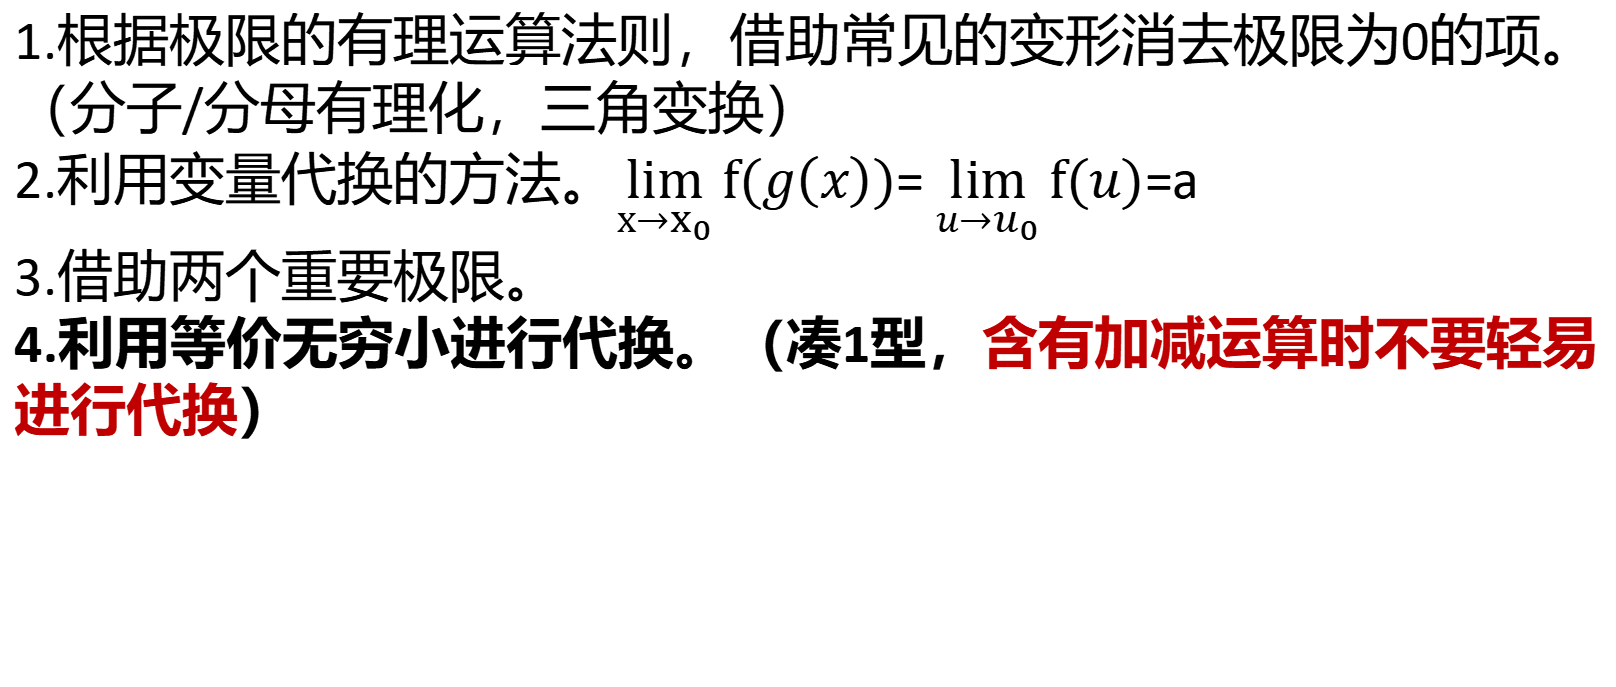 1.根据极限的有理运算法则，借助常见的变形消去极限为0的项。
（分子/分母有理化，三角变换）
2.利用变量代换的方法。 lim f(g(x))= lim f(u)=a
x→x₀ u→u₀
3.借助两个重要极限。
4.利用等价无穷小进行代换。（凑1型，含有加减运算时不要轻易
进行代换）